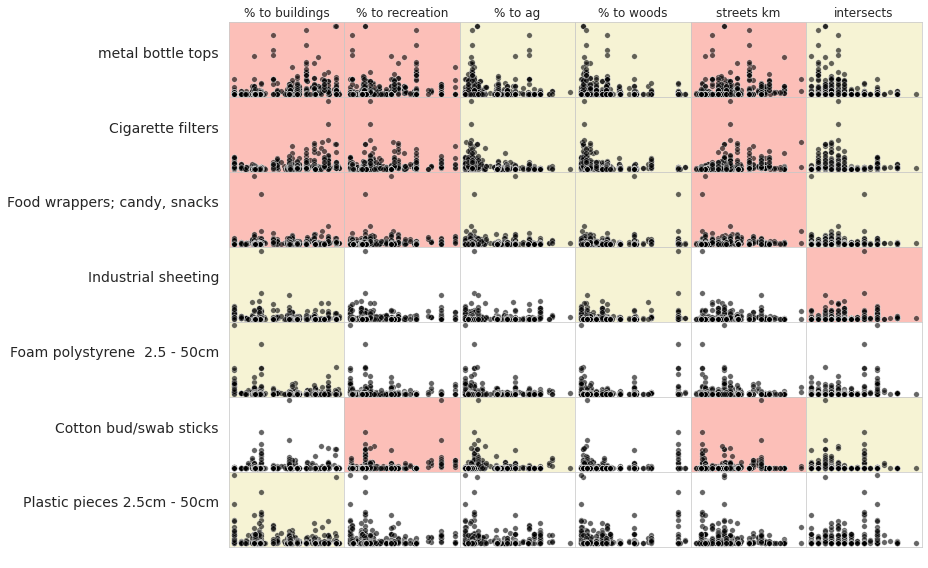 % to buildings % to recreation % to ag % to woods streets km intersects
metal bottle tops
Cigarette filters
Food wrappers; candy, snacks
Industrial sheeting
Foam polystyrene  2.5 - 50cm
Cotton bud/swab sticks
Plastic pieces 2.5cm - 50cm